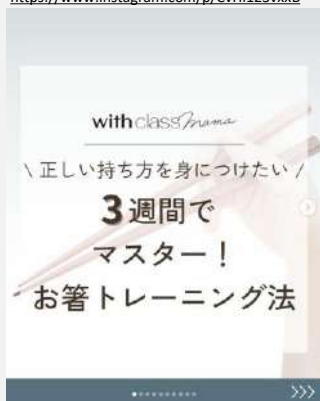 with class mama
\ 正しい持ち方を身につけたい /
3週間で
マスター！
お箸トレーニング法
>>>